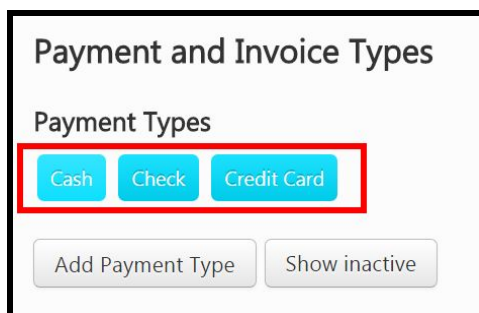 Payment and Invoice Types
Payment Types
Cash Check Credit Card
Add Payment Type Show inactive